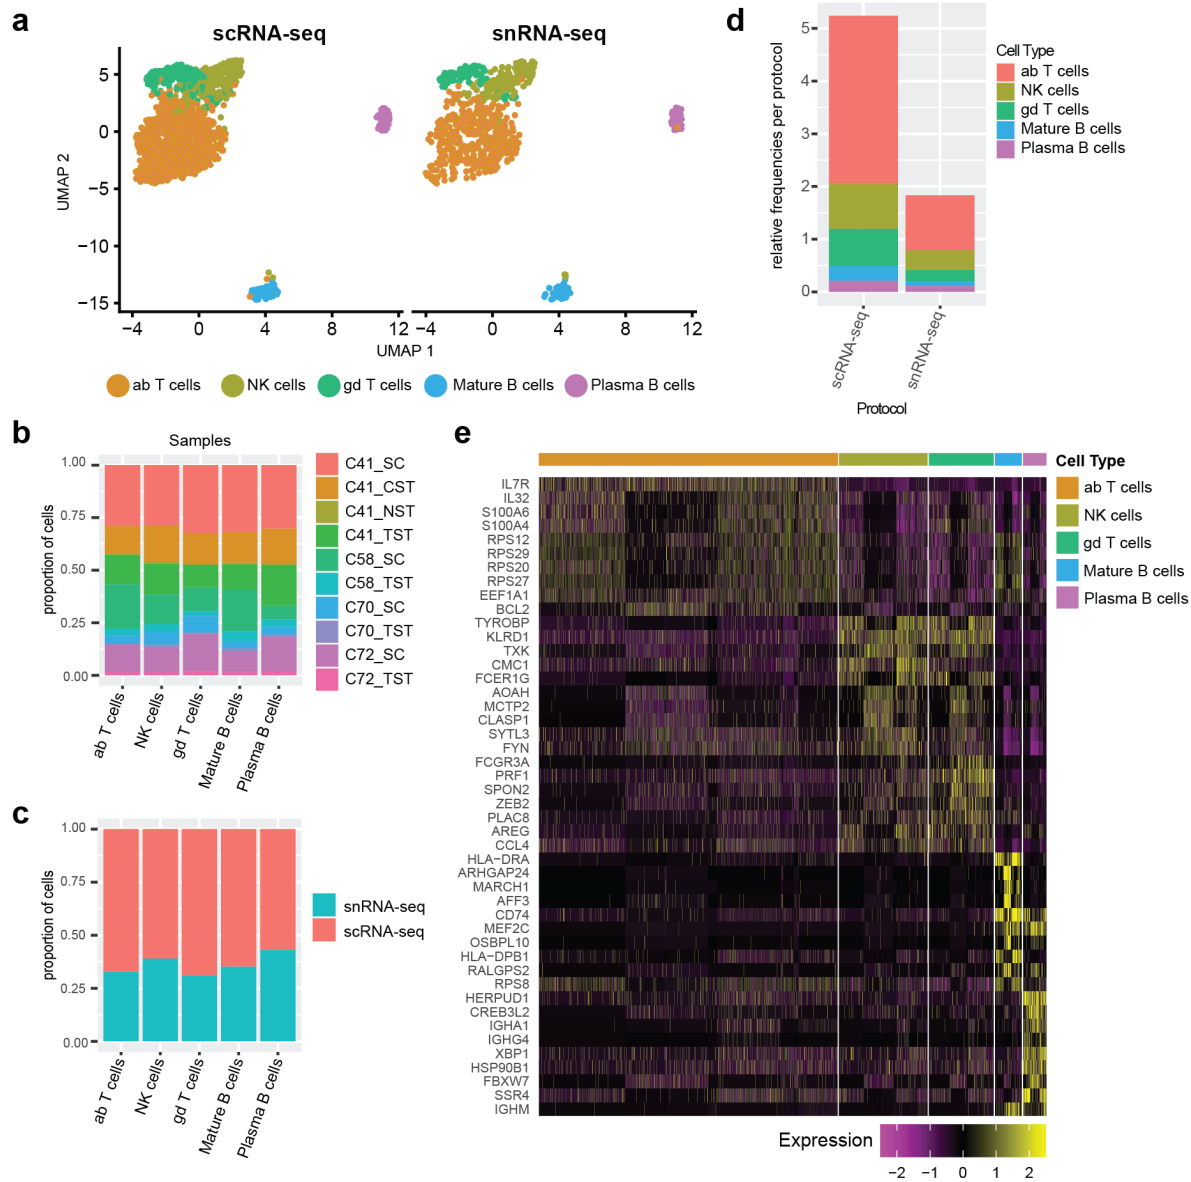 a
scRNA-seq
snRNA-seq
UMAP 2
5
0
−5
−10
−15
−4
0
4
8
12
−4
0
4
8
12
UMAP 1
ab T cells
NK cells
gd T cells
Mature B cells
Plasma B cells
d
relative frequencies per protocol
5
4
3
2
1
0
scRNA-seq
snRNA-seq
Protocol
Cell Type
ab T cells
NK cells
gd T cells
Mature B cells
Plasma B cells
b
Samples
proportion of cells
1.00
0.75
0.50
0.25
0.00
ab T cells
NK cells
gd T cells
Mature B cells
Plasma B cells
C41_SC
C41_CST
C41_NST
C41_TST
C58_SC
C58_TST
C70_SC
C70_TST
C72_SC
C72_TST
c
proportion of cells
1.00
0.75
0.50
0.25
0.00
ab T cells
NK cells
gd T cells
Mature B cells
Plasma B cells
snRNA-seq
scRNA-seq
e
IL7R
IL32
S100A6
S100A4
RPS12
RPS29
RPS20
RPS27
EEF1A1
BCL2
TYROBP
KLRD1
TXK
CMC1
FCER1G
AOAH
MCTP2
CLASP1
SYTL3
FYN
FCGR3A
PRF1
SPON2
ZEB2
PLAC8
AREG
CCL4
HLA−DRA
ARHGAP24
MARCH1
AFF3
CD74
MEF2C
OSBPL10
HLA−DPB1
RALGPS2
RPS8
HERPUD1
CREB3L2
IGHA1
IGHG4
XBP1
HSP90B1
FBXW7
SSR4
IGHM
Cell Type
ab T cells
NK cells
gd T cells
Mature B cells
Plasma B cells
Expression
−2
−1
0
1
2